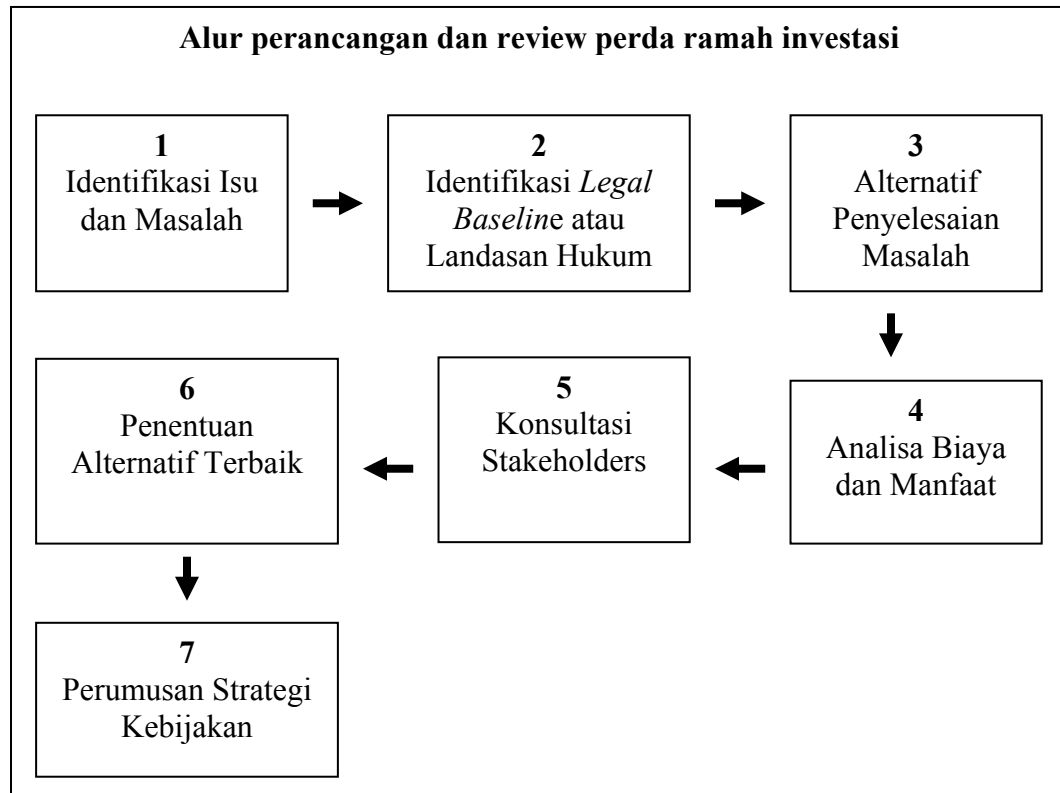 Alur perancangan dan review perda ramah investasi
1
Identifikasi Isu
dan Masalah
2
Identifikasi Legal
Baseline atau
Landasan Hukum
3
Alternatif
Penyelesaian
Masalah
4
Analisa Biaya
dan Manfaat
5
Konsultasi
Stakeholders
6
Penentuan
Alternatif Terbaik
7
Perumusan Strategi
Kebijakan